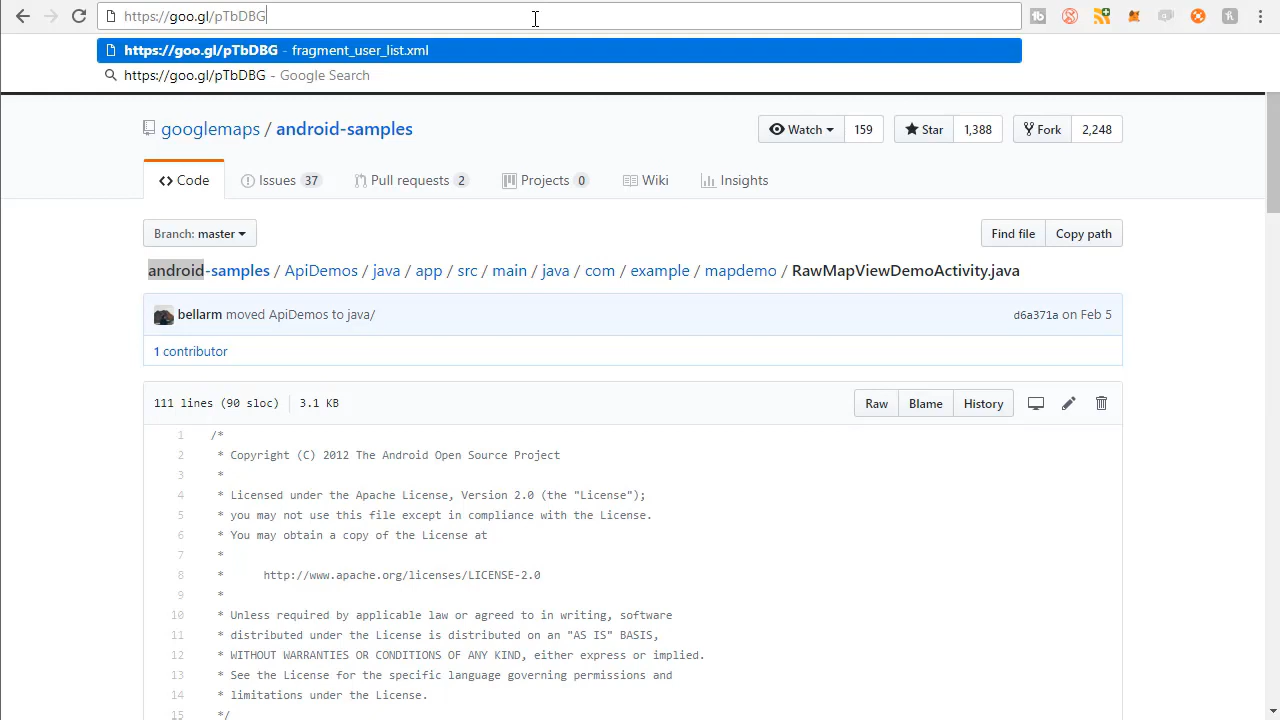 https://goo.gl/pTbDBG
https://goo.gl/pTbDBG - fragment_user_list.xml
https://goo.gl/pTbDBG - Google Search
googlemaps / android-samples
Watch 159 Star 1,388 Fork 2,248
Code Issues 37 Pull requests 2 Projects 0 Wiki Insights
Branch: master Find file Copy path
android-samples / ApiDemos / java / app / src / main / java / com / example / mapdemo / RawMapViewDemoActivity.java
bellarm moved ApiDemos to java/ d6a371a on Feb 5
1 contributor
111 lines (90 sloc) 3.1 KB Raw Blame History
1 /*
2 * Copyright (C) 2012 The Android Open Source Project
3 *
4 * Licensed under the Apache License, Version 2.0 (the "License");
5 * you may not use this file except in compliance with the License.
6 * You may obtain a copy of the License at
7 *
8 * http://www.apache.org/licenses/LICENSE-2.0
9 *
10 * Unless required by applicable law or agreed to in writing, software
11 * distributed under the License is distributed on an "AS IS" BASIS,
12 * WITHOUT WARRANTIES OR CONDITIONS OF ANY KIND, either express or implied.
13 * See the License for the specific language governing permissions and
14 * limitations under the License.
15 */